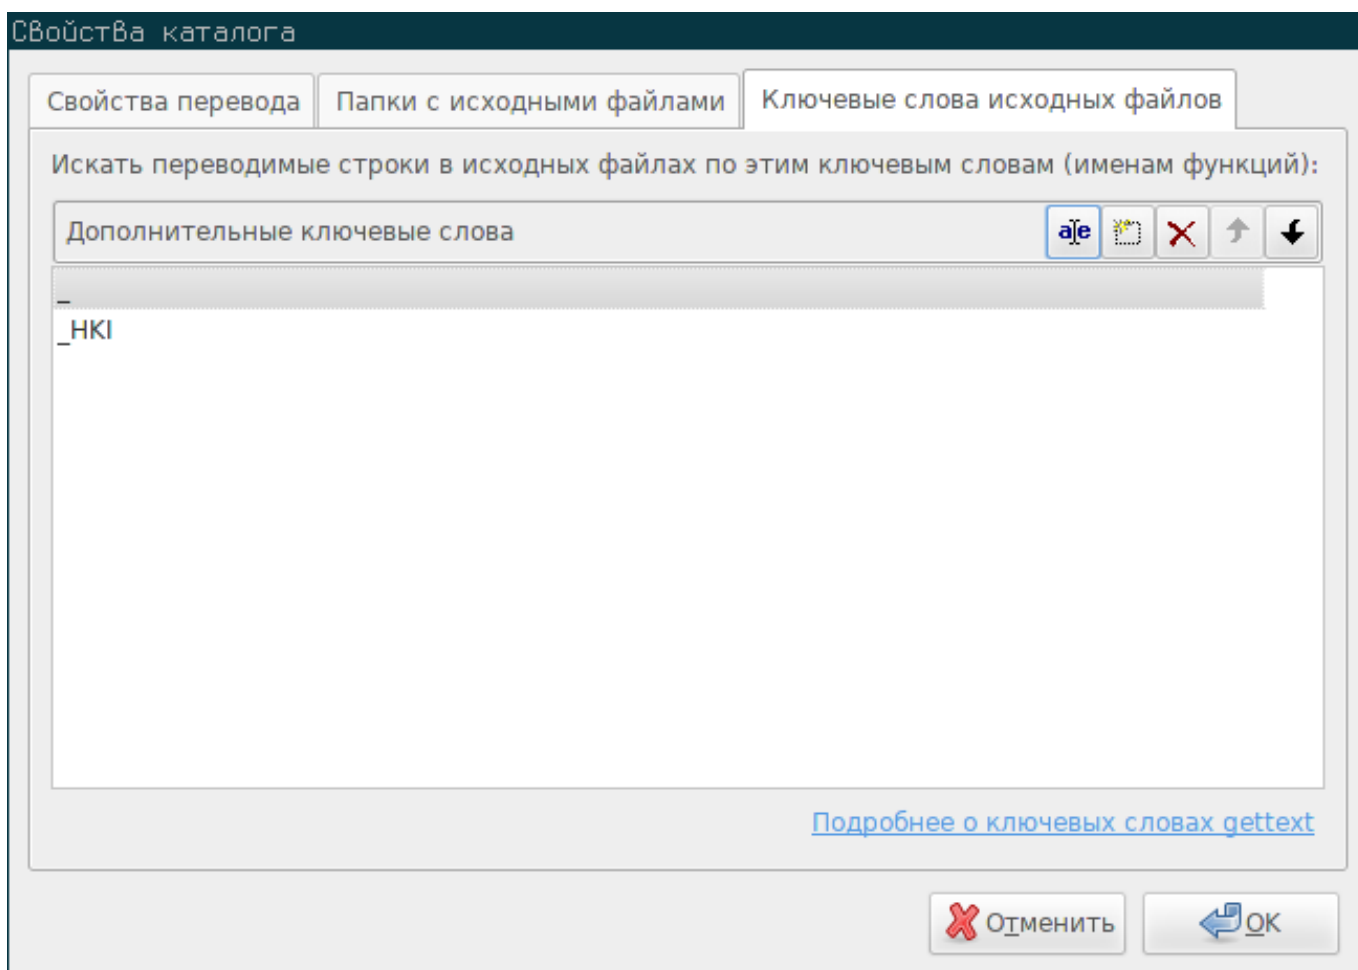 Свойства каталога
Свойства перевода Папки с исходными файлами Ключевые слова исходных файлов
Искать переводимые строки в исходных файлах по этим ключевым словам (именам функций):
Дополнительные ключевые слова a|e
_
_HKI
Подробнее о ключевых словах gettext
Отменить OK